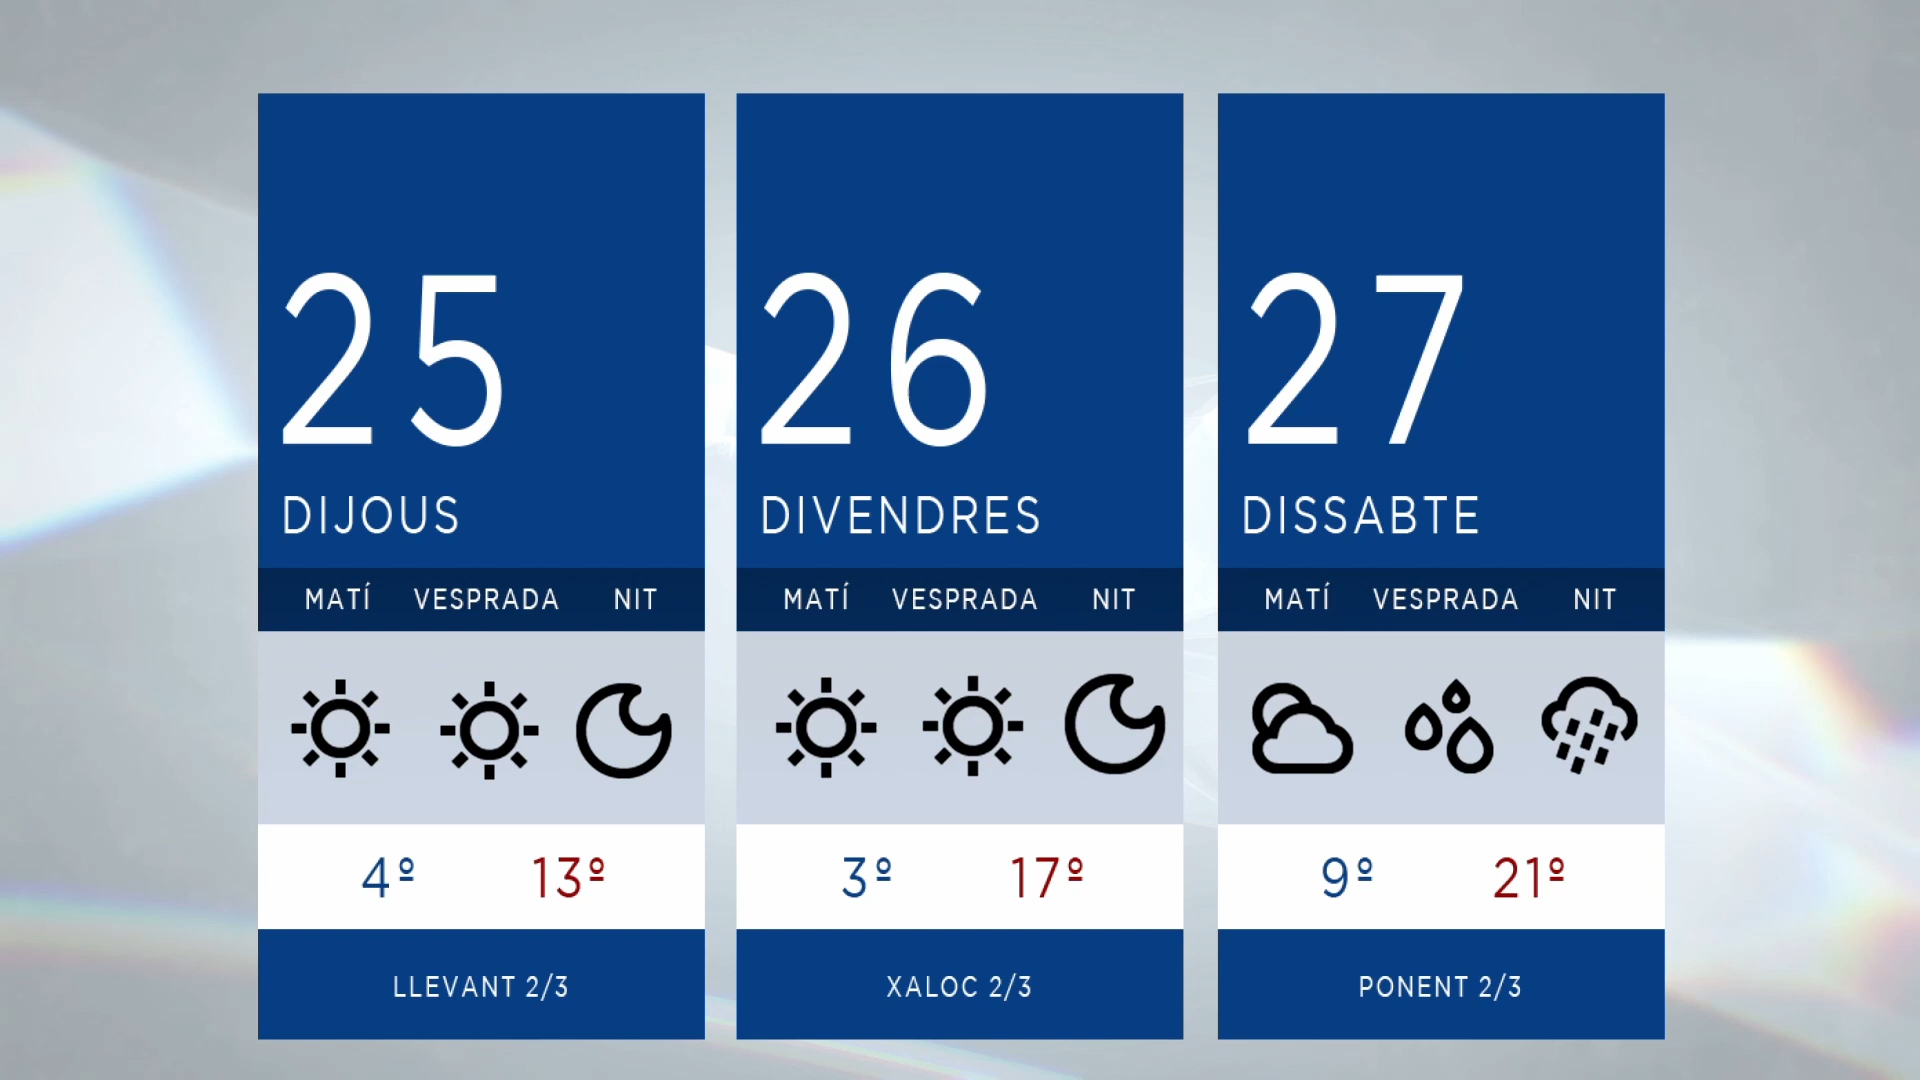 25
DIJOUS
MATÍ VESPRADA NIT
4º 13º
LLEVANT 2/3
26
DIVENDRES
MATÍ VESPRADA NIT
3º 17º
XALOC 2/3
27
DISSABTE
MATÍ VESPRADA NIT
9º 21º
PONENT 2/3